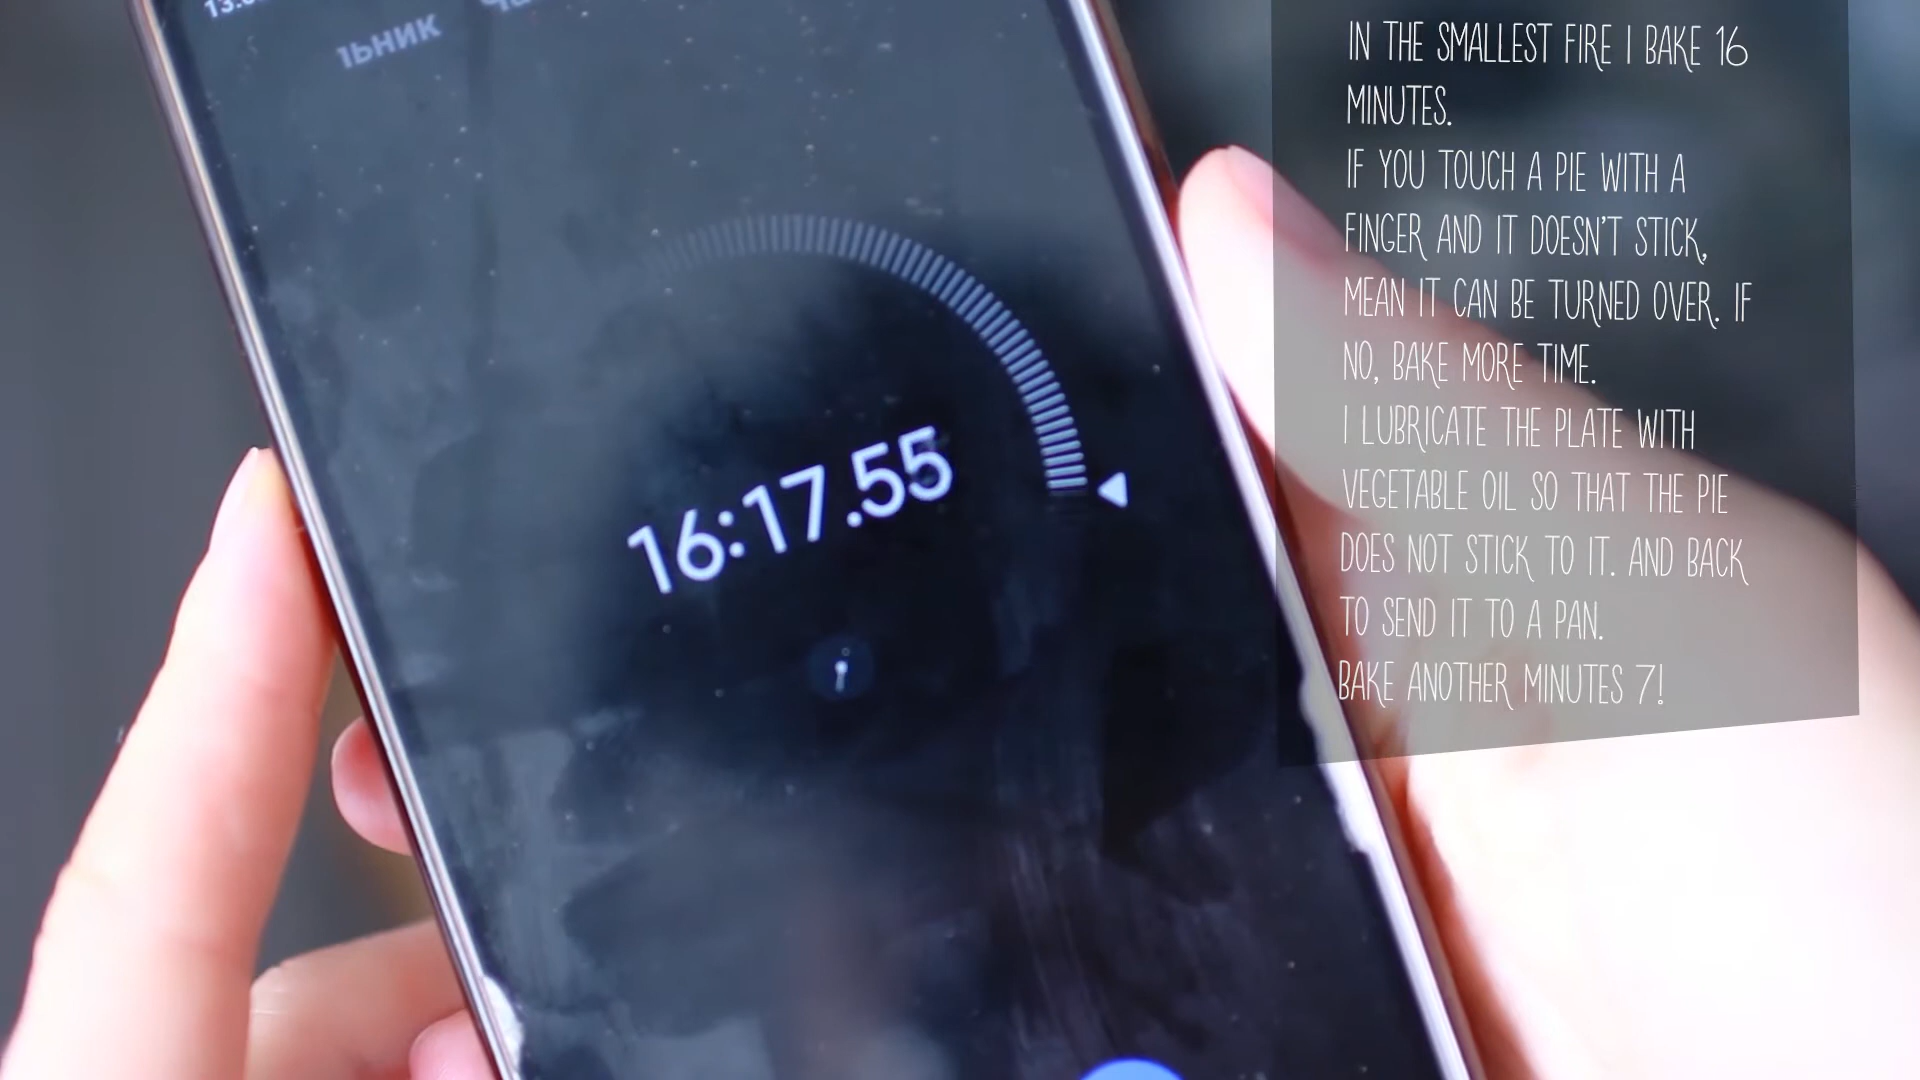 ьник
16:17.55
IN THE SMALLEST FIRE I BAKE 16
MINUTES.
IF YOU TOUCH A PIE WITH A
FINGER AND IT DOESN'T STICK,
MEAN IT CAN BE TURNED OVER. IF
NO, BAKE MORE TIME.
I LUBRICATE THE PLATE WITH
VEGETABLE OIL SO THAT THE PIE
DOES NOT STICK TO IT. AND BACK
TO SEND IT TO A PAN.
BAKE ANOTHER MINUTES 7!